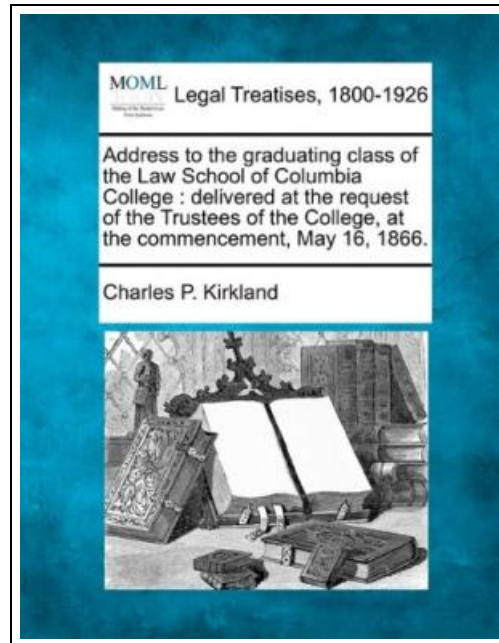 MOML
Legal Treatises, 1800-1926
Address to the graduating class of
the Law School of Columbia
College : delivered at the request
of the Trustees of the College, at
the commencement, May 16, 1866.
Charles P. Kirkland